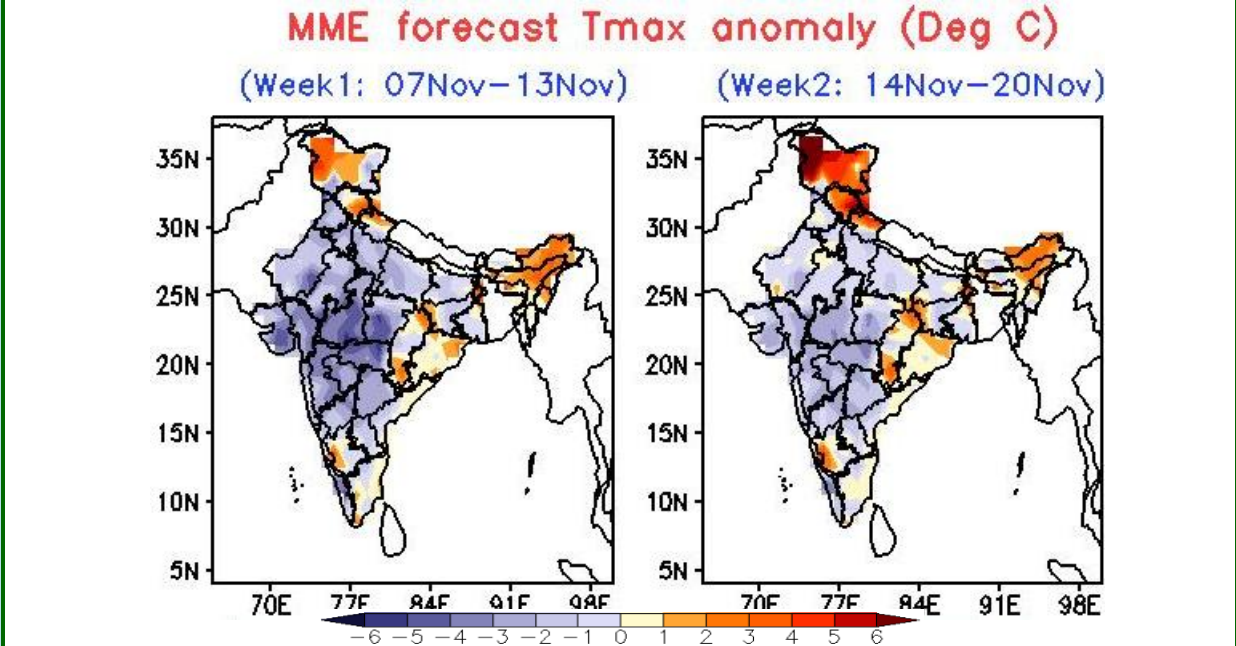 MME forecast Tmax anomaly (Deg C)
(Week1: 07Nov−13Nov)
(Week2: 14Nov−20Nov)
35N
30N
25N
20N
15N
10N
5N
70E 77E 84E 91E 98E
35N
30N
25N
20N
15N
10N
5N
70E 77E 84E 91E 98E
−6 −5 −4 −3 −2 −1 0 1 2 3 4 5 6